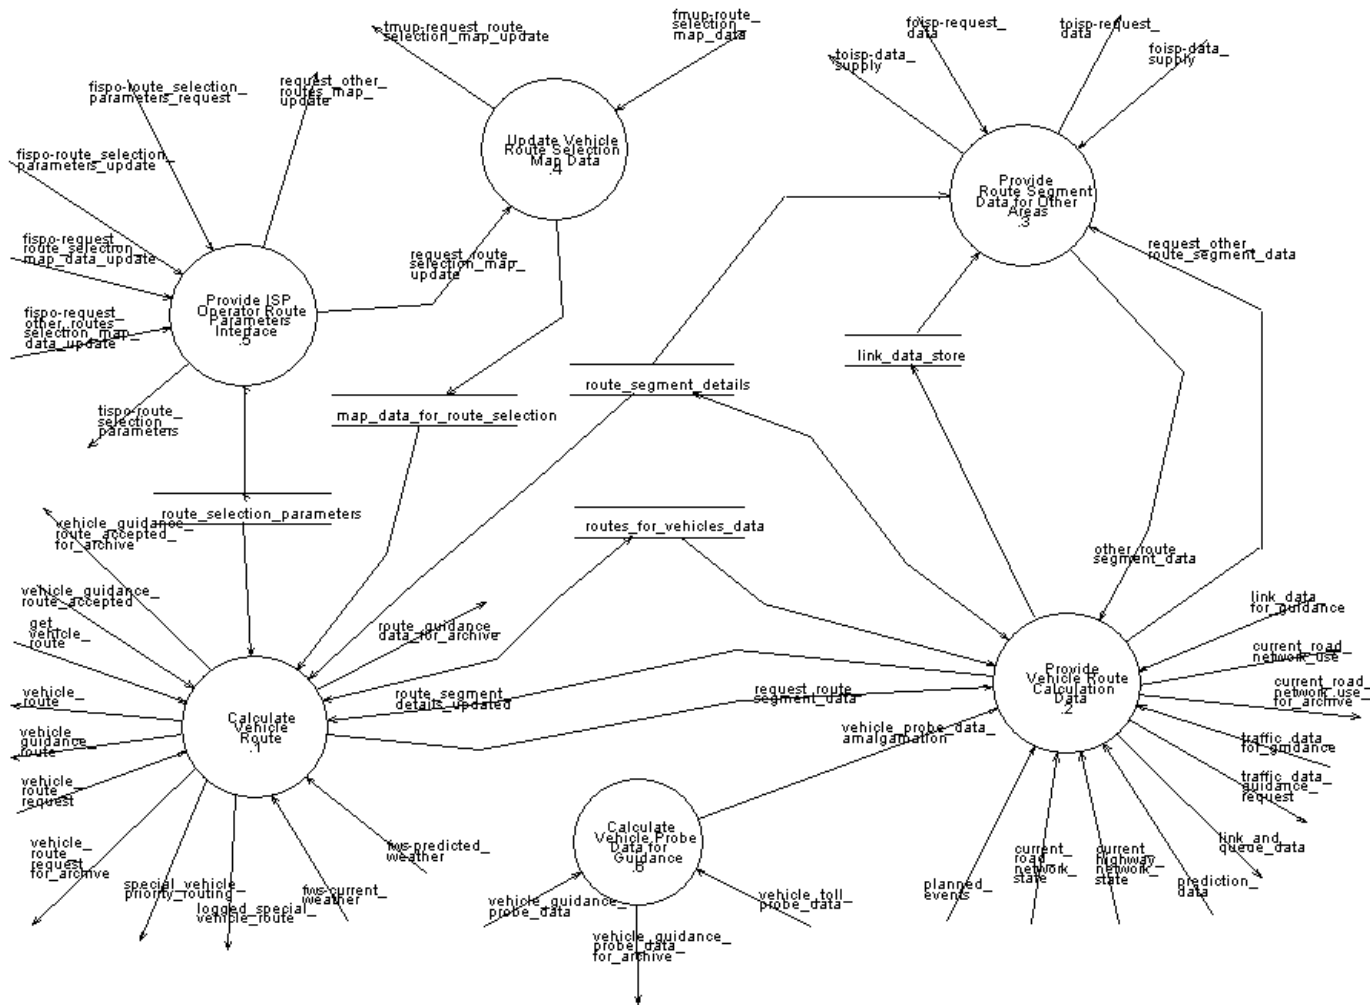 tmup-request_route_
selection_map_update
fmup-route_
selection_
map_data
foisp-request_
data
toisp-request_
data
toisp-data_
supply
foisp-data_
supply
fispo-route_selection_
parameters_request
request_other_
routes_map_
update
Update Vehicle
Route Selection
Map Data
.4
fispo-route_selection_
parameters_update
Provide
Route Segment
Data for Other
Areas
.3
fispo-request_
route_selection_
map_data_update
request_route_
selection_map_
update
request_other_
route_segment_data
Provide ISP
Operator Route
Parameters
Interface
.5
fispo-request_
other_routes_
selection_map_
data_update
link_data_store
route_segment_details
tispo-route_
selection_
parameters
map_data_for_route_selection
route_selection_parameters
routes_for_vehicles_data
vehicle_guidance_
route_accepted_
for_archive
other_route_
segment_data
vehicle_guidance_
route_accepted
link_data_
for_guidance
get_
vehicle_
route
route_guidance_
data_for_archive
current_road_
network_use
vehicle_
route
route_segment_
details_updated
request_route_
segment_data
Provide
Vehicle Route
Calculation
Data
.2
current_road_
network_use_
for_archive
Calculate
Vehicle
Route
.1
vehicle_
guidance_
route
vehicle_probe_data_
amalgamation
traffic_data_
for_gmidance
vehicle_
route_
request
traffic_data_
guidance_
request
Calculate
Vehicle Probe
Data for
Guidance
.6
vehicle_
route_
request_
for_archive
fws-predicted_
weather
link_and_
queue_data
current_
road_
network_
state
current_
highway_
network_
state
special_vehicle_
priority_routing
fws-current_
weather
planned_
events
prediction_
data
logged_special_
vehicle_route
vehicle_guidance_
probe_data
vehicle_toll_
probe_data
vehicle_guidance_
probe_data_
for_archive